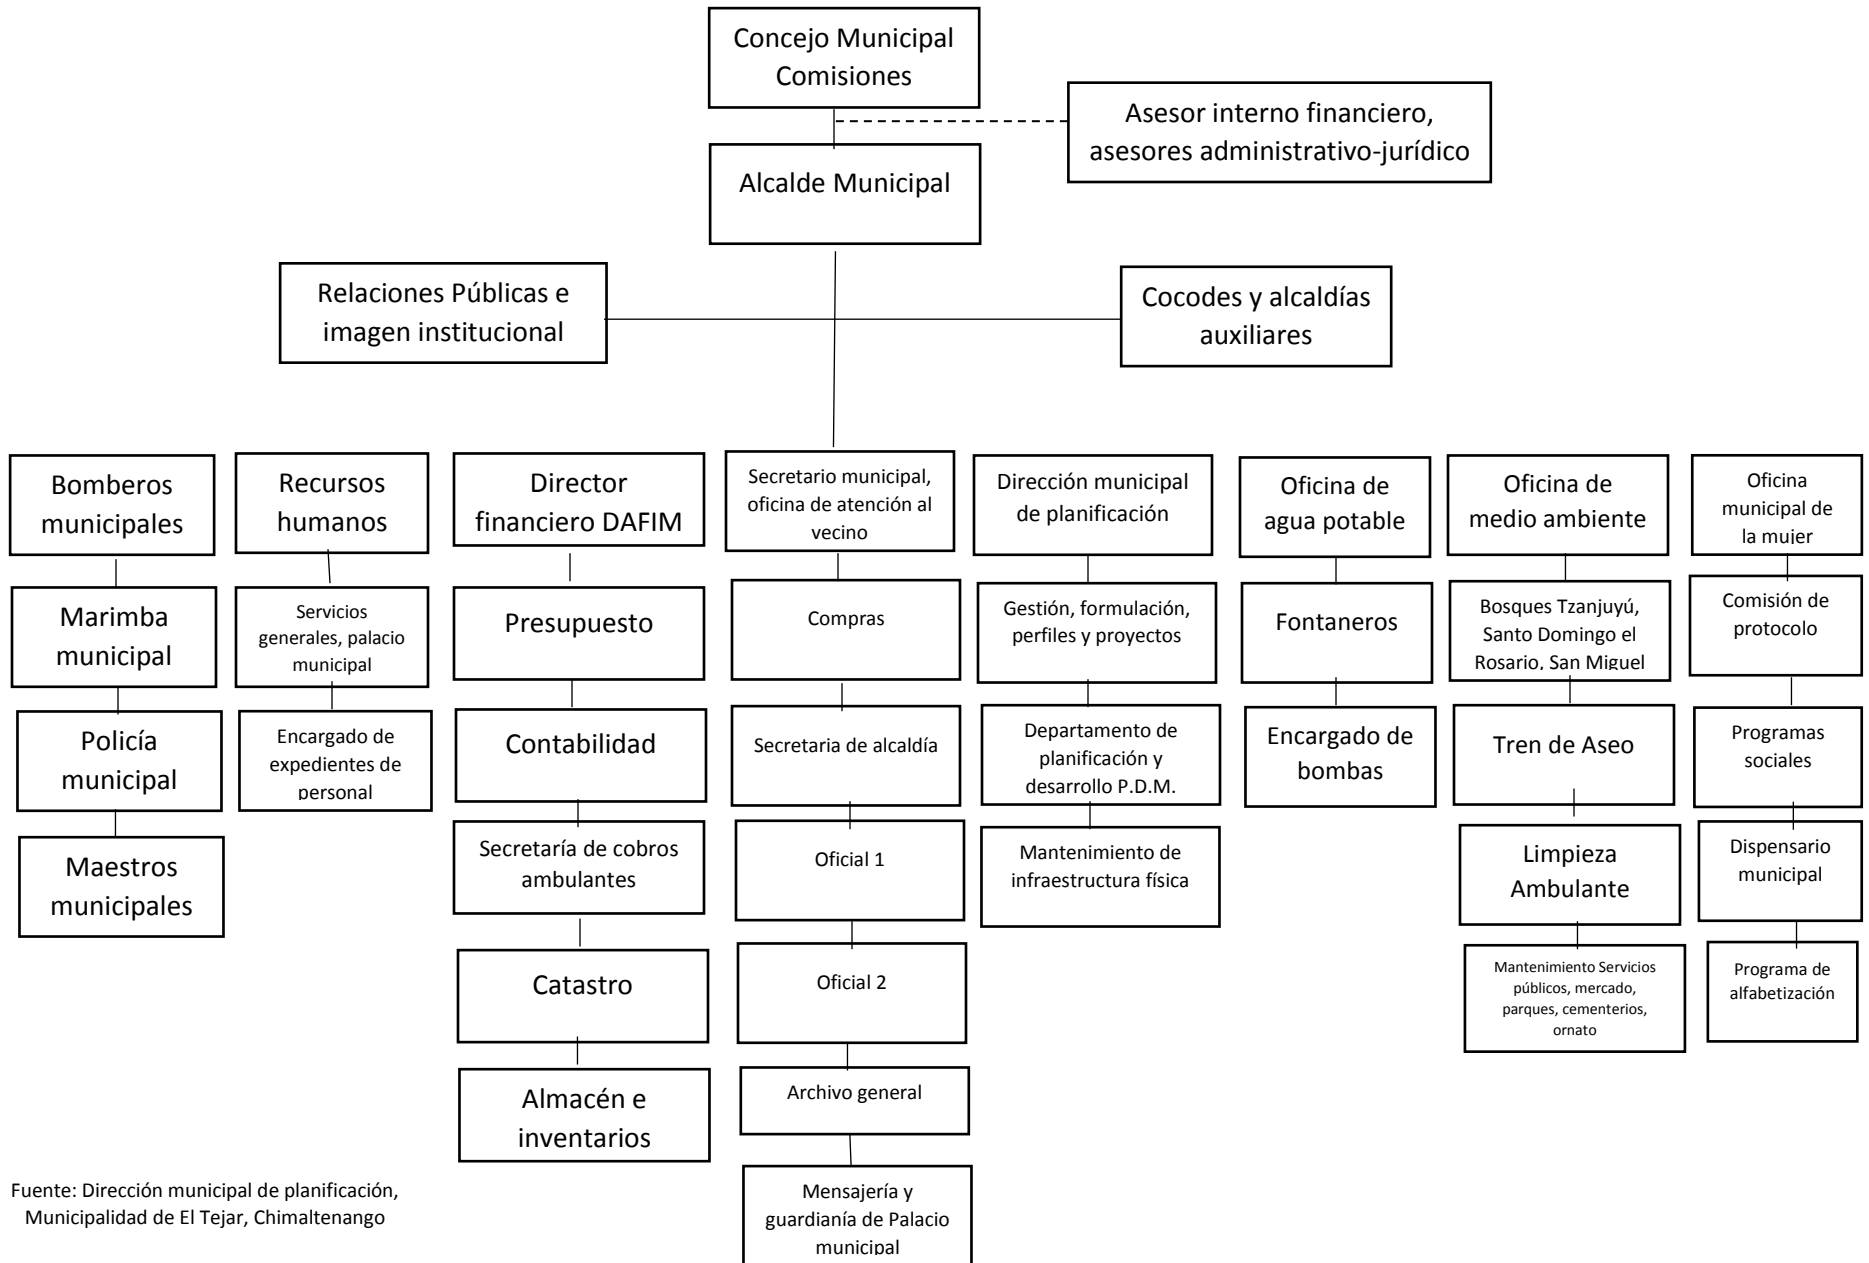 Concejo Municipal
Comisiones
Asesor interno financiero,
asesores administrativo-jurídico
Alcalde Municipal
Relaciones Públicas e
imagen institucional
Cocodes y alcaldías
auxiliares
Bomberos
municipales
Recursos
humanos
Director
financiero DAFIM
Secretario municipal,
oficina de atención al
vecino
Dirección municipal
de planificación
Oficina de
agua potable
Oficina de
medio ambiente
Oficina
municipal de
la mujer
Marimba
municipal
Servicios
generales, palacio
municipal
Presupuesto
Compras
Gestión, formulación,
perfiles y proyectos
Fontaneros
Bosques Tzanjuyú,
Santo Domingo el
Rosario, San Miguel
Comisión de
protocolo
Policía
municipal
Encargado de
expedientes de
personal
Contabilidad
Secretaria de alcaldía
Departamento de
planificación y
desarrollo P.D.M.
Encargado de
bombas
Tren de Aseo
Programas
sociales
Maestros
municipales
Secretaría de cobros
ambulantes
Oficial 1
Mantenimiento de
infraestructura física
Limpieza
Ambulante
Dispensario
municipal
Catastro
Oficial 2
Mantenimiento Servicios
públicos, mercado,
parques, cementerios,
ornato
Programa de
alfabetización
Almacén e
inventarios
Archivo general
Mensajería y
guardianía de Palacio
municipal
Fuente: Dirección municipal de planificación,
Municipalidad de El Tejar, Chimaltenango